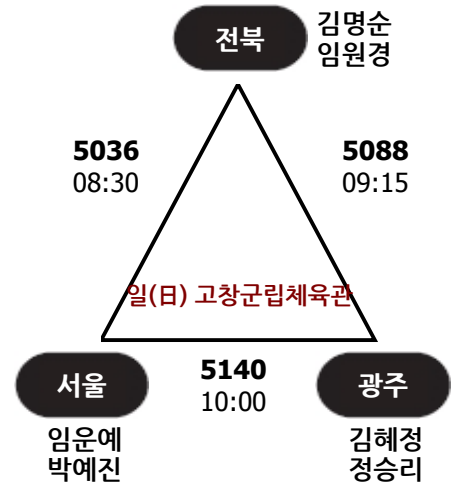 전북
김명순
임원경
5036
08:30
5088
09:15
일(日) 고창군립체육관
서울
5140
10:00
광주
임운예
박예진
김혜정
정승리